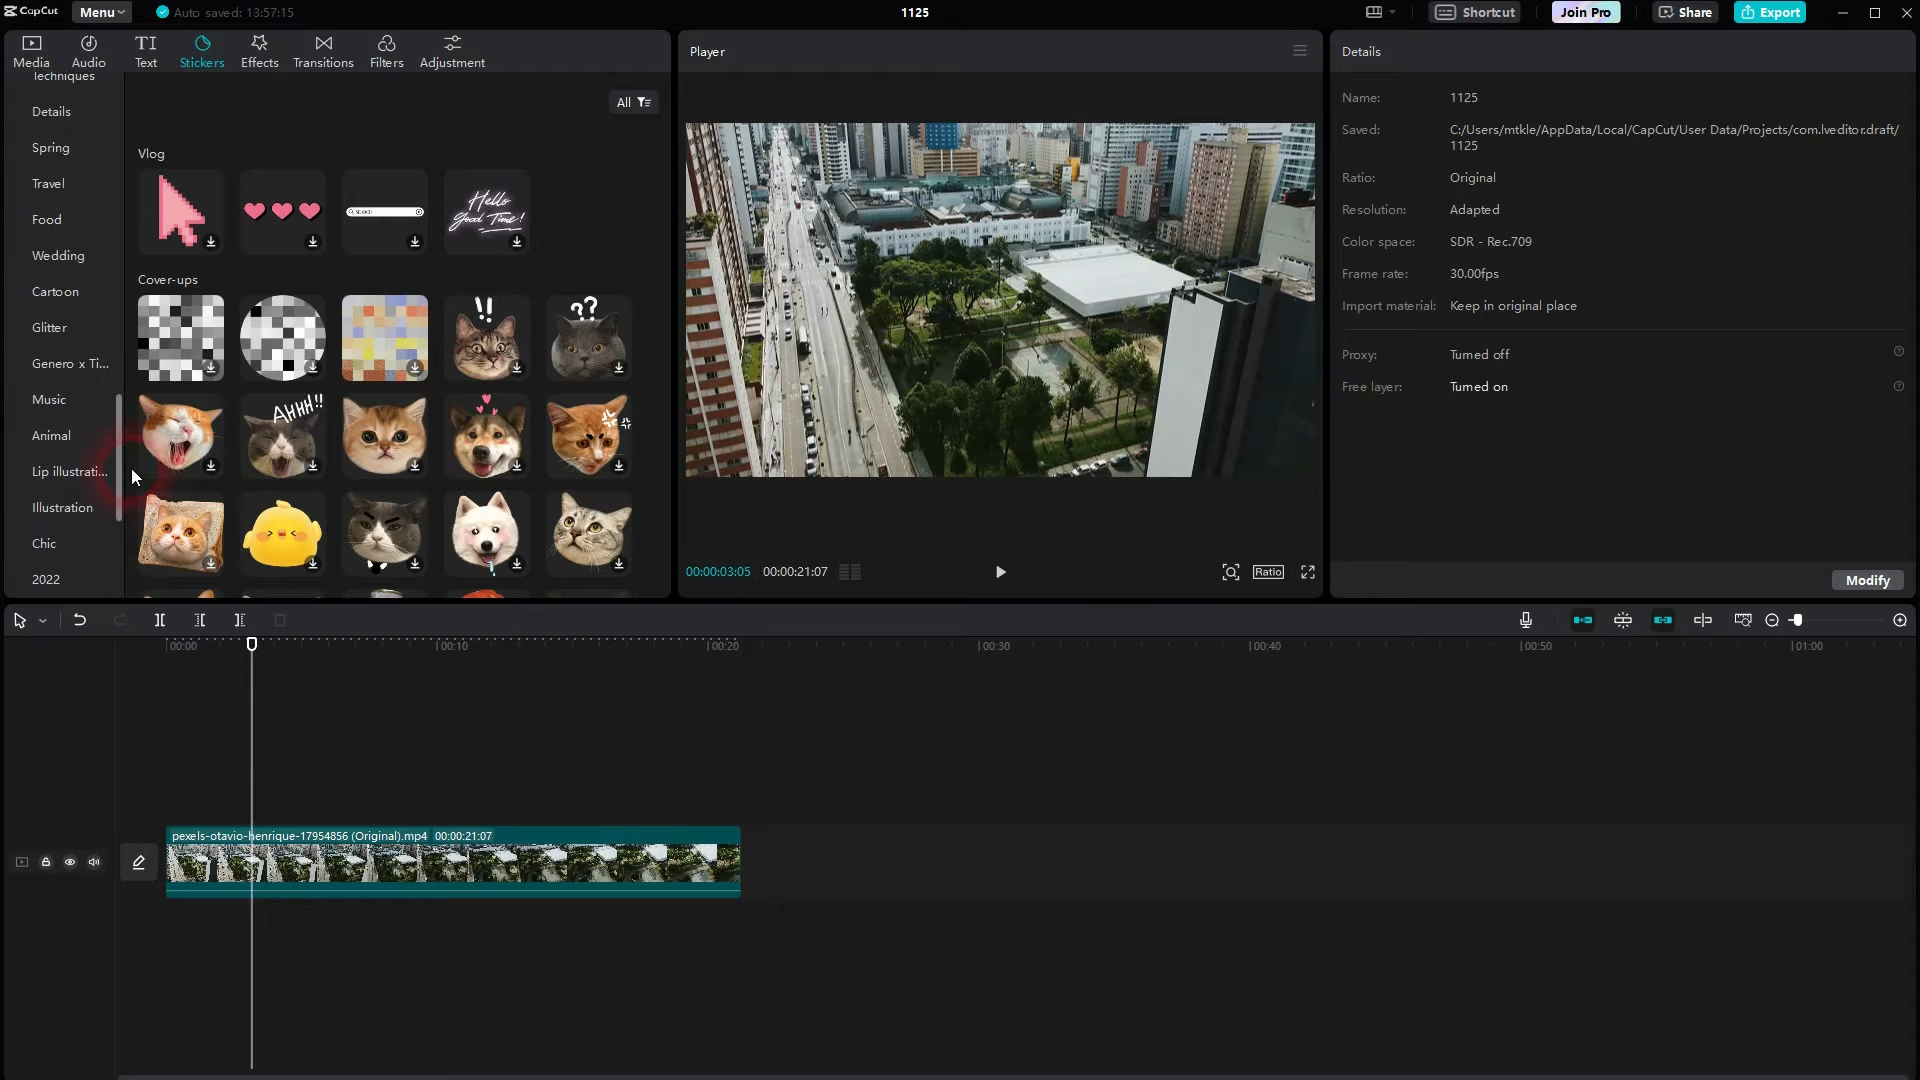 CapCut
Menu
Auto saved: 13:57:15
1125
Shortcut
Join Pro
Share
Export
Media
Audio
Text
Stickers
Effects
Transitions
Filters
Adjustment
Techniques
Details
Spring
Travel
Food
Wedding
Cartoon
Glitter
Genero x Ti...
Music
Animal
Lip illustrati...
Illustration
Chic
2022
All
Vlog
SEARCH
Hello
Good Time!
Cover-ups
!!
??
AHHH!!
Player
00:00:03:05
00:00:21:07
Ratio
Details
Name: 1125
Saved: C:/Users/mtkle/AppData/Local/CapCut/User Data/Projects/com.lveditor.draft/
1125
Ratio: Original
Resolution: Adapted
Color space: SDR - Rec.709
Frame rate: 30.00fps
Import material: Keep in original place
Proxy: Turned off
Free layer: Turned on
Modify
00:00
00:10
00:20
00:30
00:40
00:50
01:00
pexels-otavio-henrique-17954856 (Original).mp4 00:00:21:07